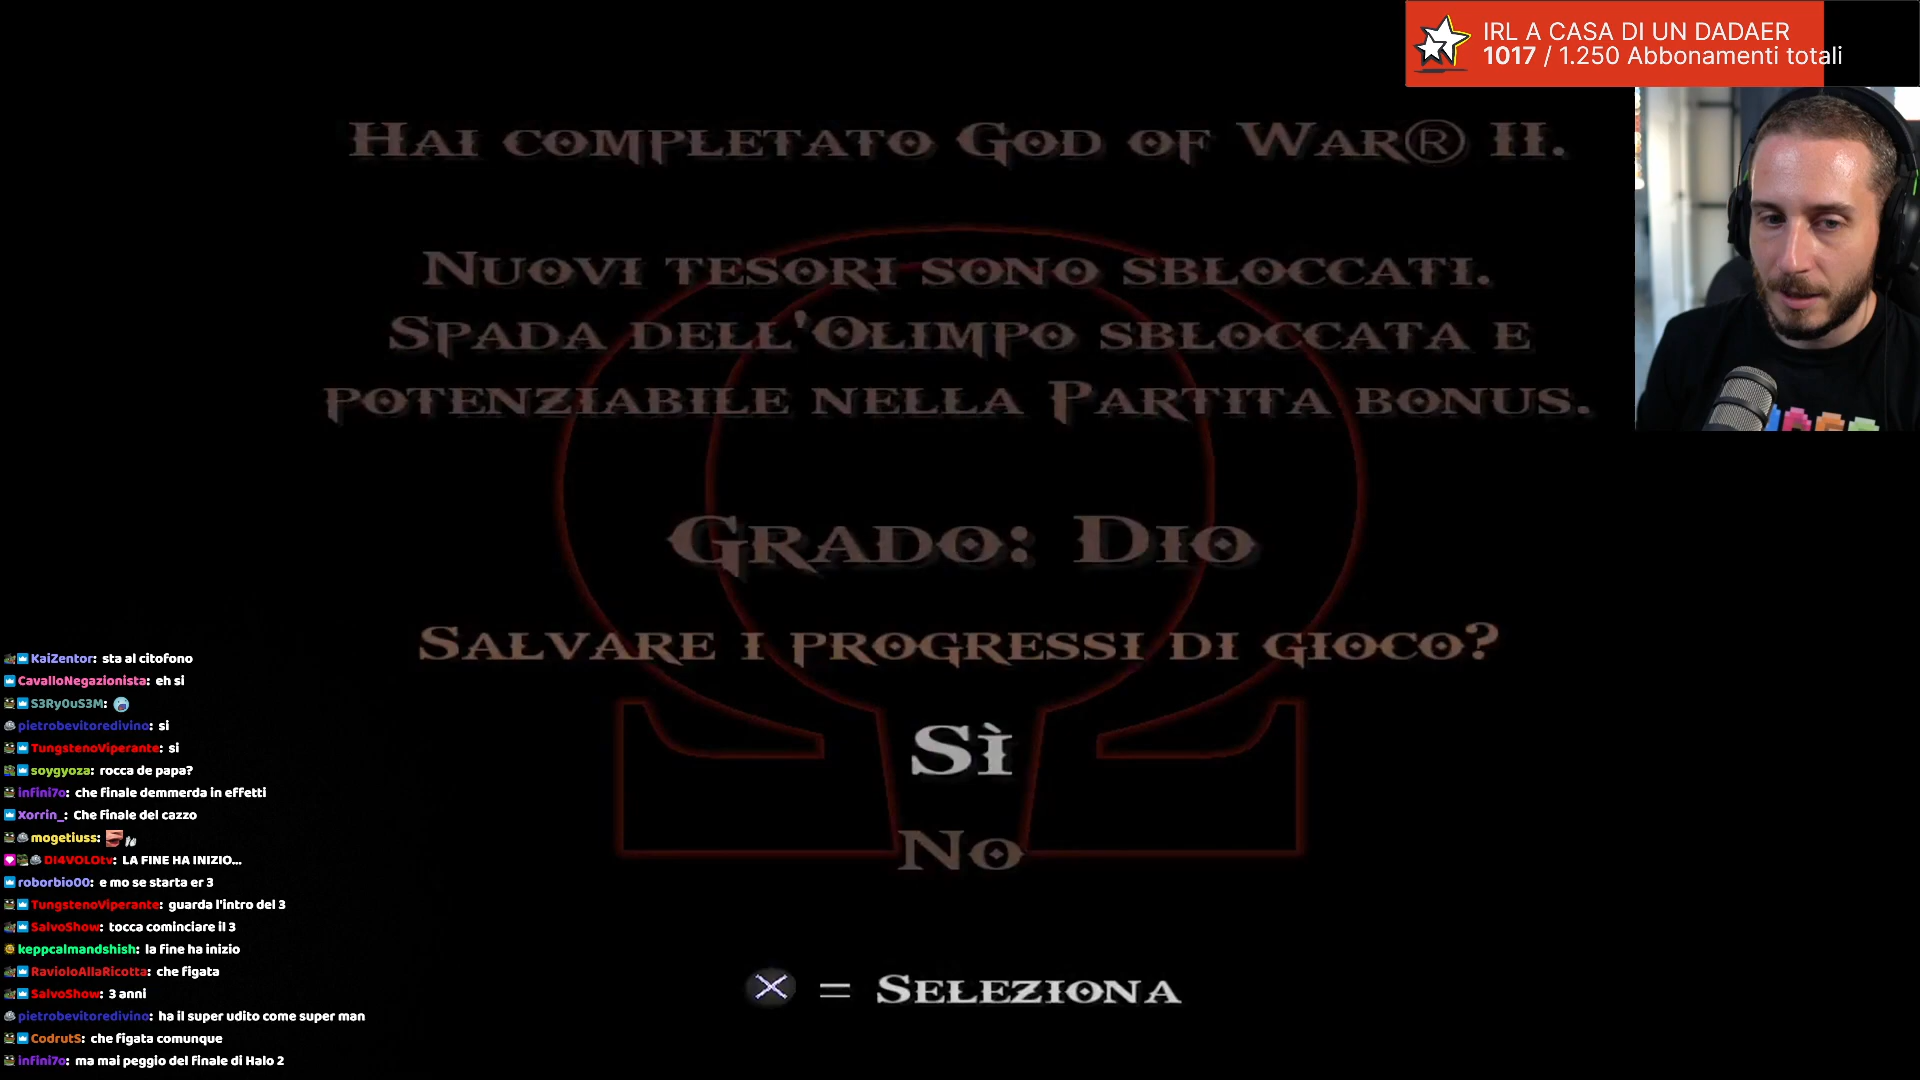 IRL A CASA DI UN DADAER
1017 / 1.250 Abbonamenti totali
Hai completato God of War® II.
Nuovi tesori sono sbloccati.
Spada dell'Olimpo sbloccata e
potenziabile nella Partita bonus.
Grado: Dio
Salvare i progressi di gioco?
Sì
No
= Seleziona
KaiZentor: sta al citofono
CavalloNegazionista: eh si
S3Ry0uS3M:
pietrobevitoredivino: si
TungstenoViperante: si
soygyoza: rocca de papa?
infini7o: che finale demmerda in effetti
Xorrin_: Che finale del cazzo
mogetiuss:
DI4VOLOtv: LA FINE HA INIZIO...
roborbio00: e mo se starta er 3
TungstenoViperante: guarda l'intro del 3
SalvoShow: tocca cominciare il 3
keppcalmandshish: la fine ha inizio
RavioloAllaRicotta: che figata
SalvoShow: 3 anni
pietrobevitoredivino: ha il super udito come super man
CodrutS: che figata comunque
infini7o: ma mai peggio del finale di Halo 2